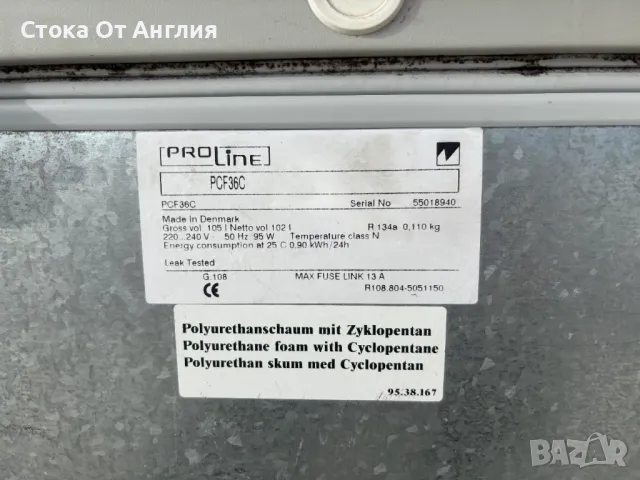 Стока От Англия
PROLINE
PCF36C
PCF36C Serial No 55018940
Made in Denmark
Gross vol. 105 l Netto vol 102 l R 134a 0,110 kg
220...240 V 50 Hz 95 W Temperature class N
Energy consumption at 25 C 0,90 kWh/24h
Leak Tested
G.108 MAX FUSE LINK 13 A
CE R108.804-5051150
Polyurethanschaum mit Zyklopentan
Polyurethane foam with Cyclopentane
Polyurethan skum med Cyclopentan
95.38.167
BAZAR